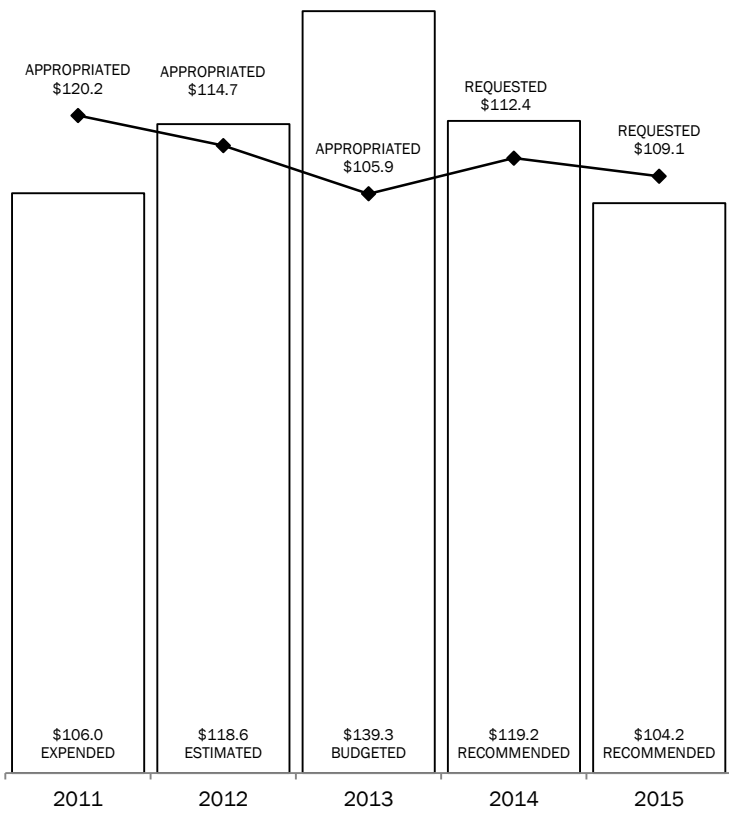 APPROPRIATED
$120.2
APPROPRIATED
$114.7
APPROPRIATED
$105.9
REQUESTED
$112.4
REQUESTED
$109.1
$106.0
EXPENDED
$118.6
ESTIMATED
$139.3
BUDGETED
$119.2
RECOMMENDED
$104.2
RECOMMENDED
2011
2012
2013
2014
2015